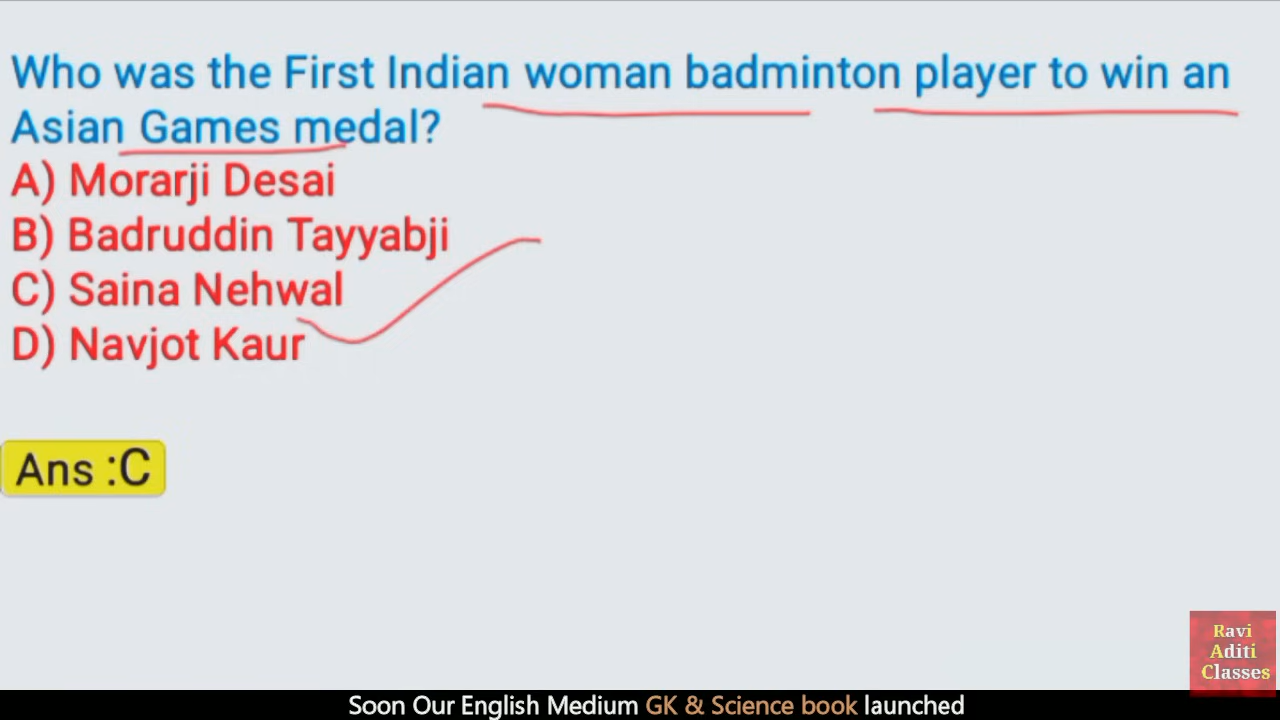 Who was the First Indian woman badminton player to win an
Asian Games medal?
A) Morarji Desai
B) Badruddin Tayyabji
C) Saina Nehwal
D) Navjot Kaur
Ans :C
Ravi
Aditi
Classes
Soon Our English Medium GK & Science book launched